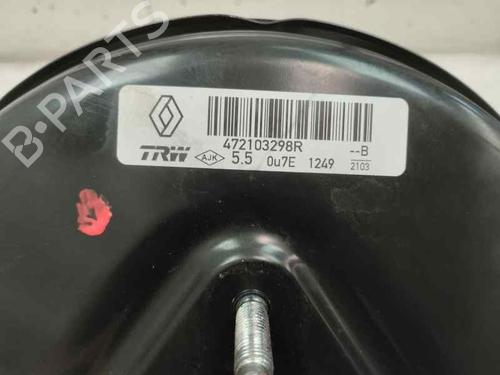 B-PARTS
472103298R --B
TRW AJK 5.5 0u7E 1249 2103